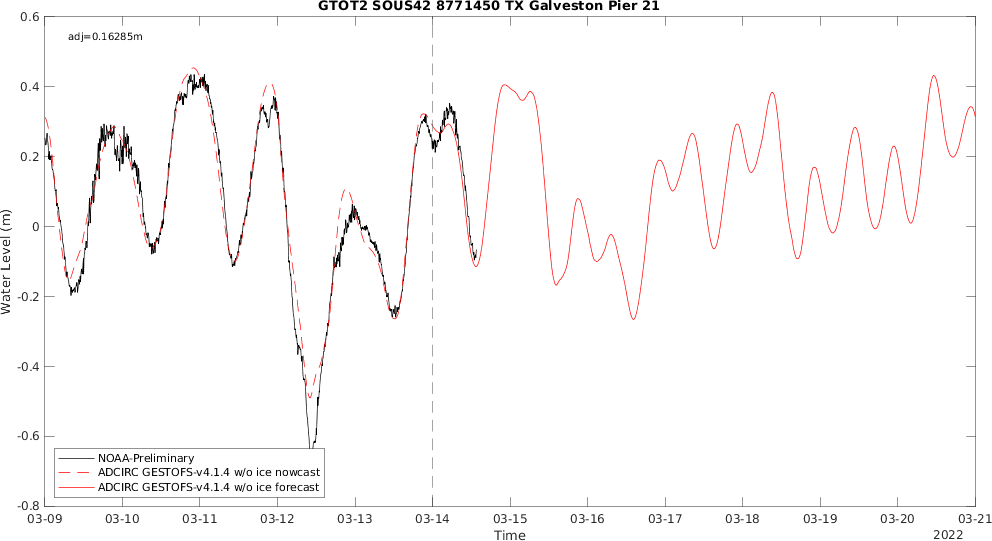 GTOT2 SOUS42 8771450 TX Galveston Pier 21
adj=0.16285m
0.6
0.4
0.2
0
-0.2
-0.4
-0.6
-0.8
Water Level (m)
NOAA-Preliminary
ADCIRC GESTOFS-v4.1.4 w/o ice nowcast
ADCIRC GESTOFS-v4.1.4 w/o ice forecast
03-09 03-10 03-11 03-12 03-13 03-14 03-15 03-16 03-17 03-18 03-19 03-20 03-21
Time
2022